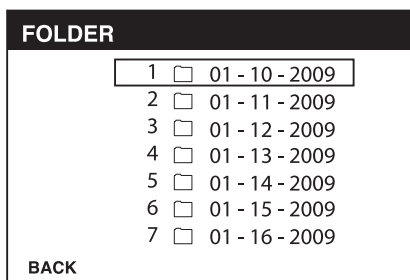 FOLDER
1 01 - 10 - 2009
2 01 - 11 - 2009
3 01 - 12 - 2009
4 01 - 13 - 2009
5 01 - 14 - 2009
6 01 - 15 - 2009
7 01 - 16 - 2009
BACK